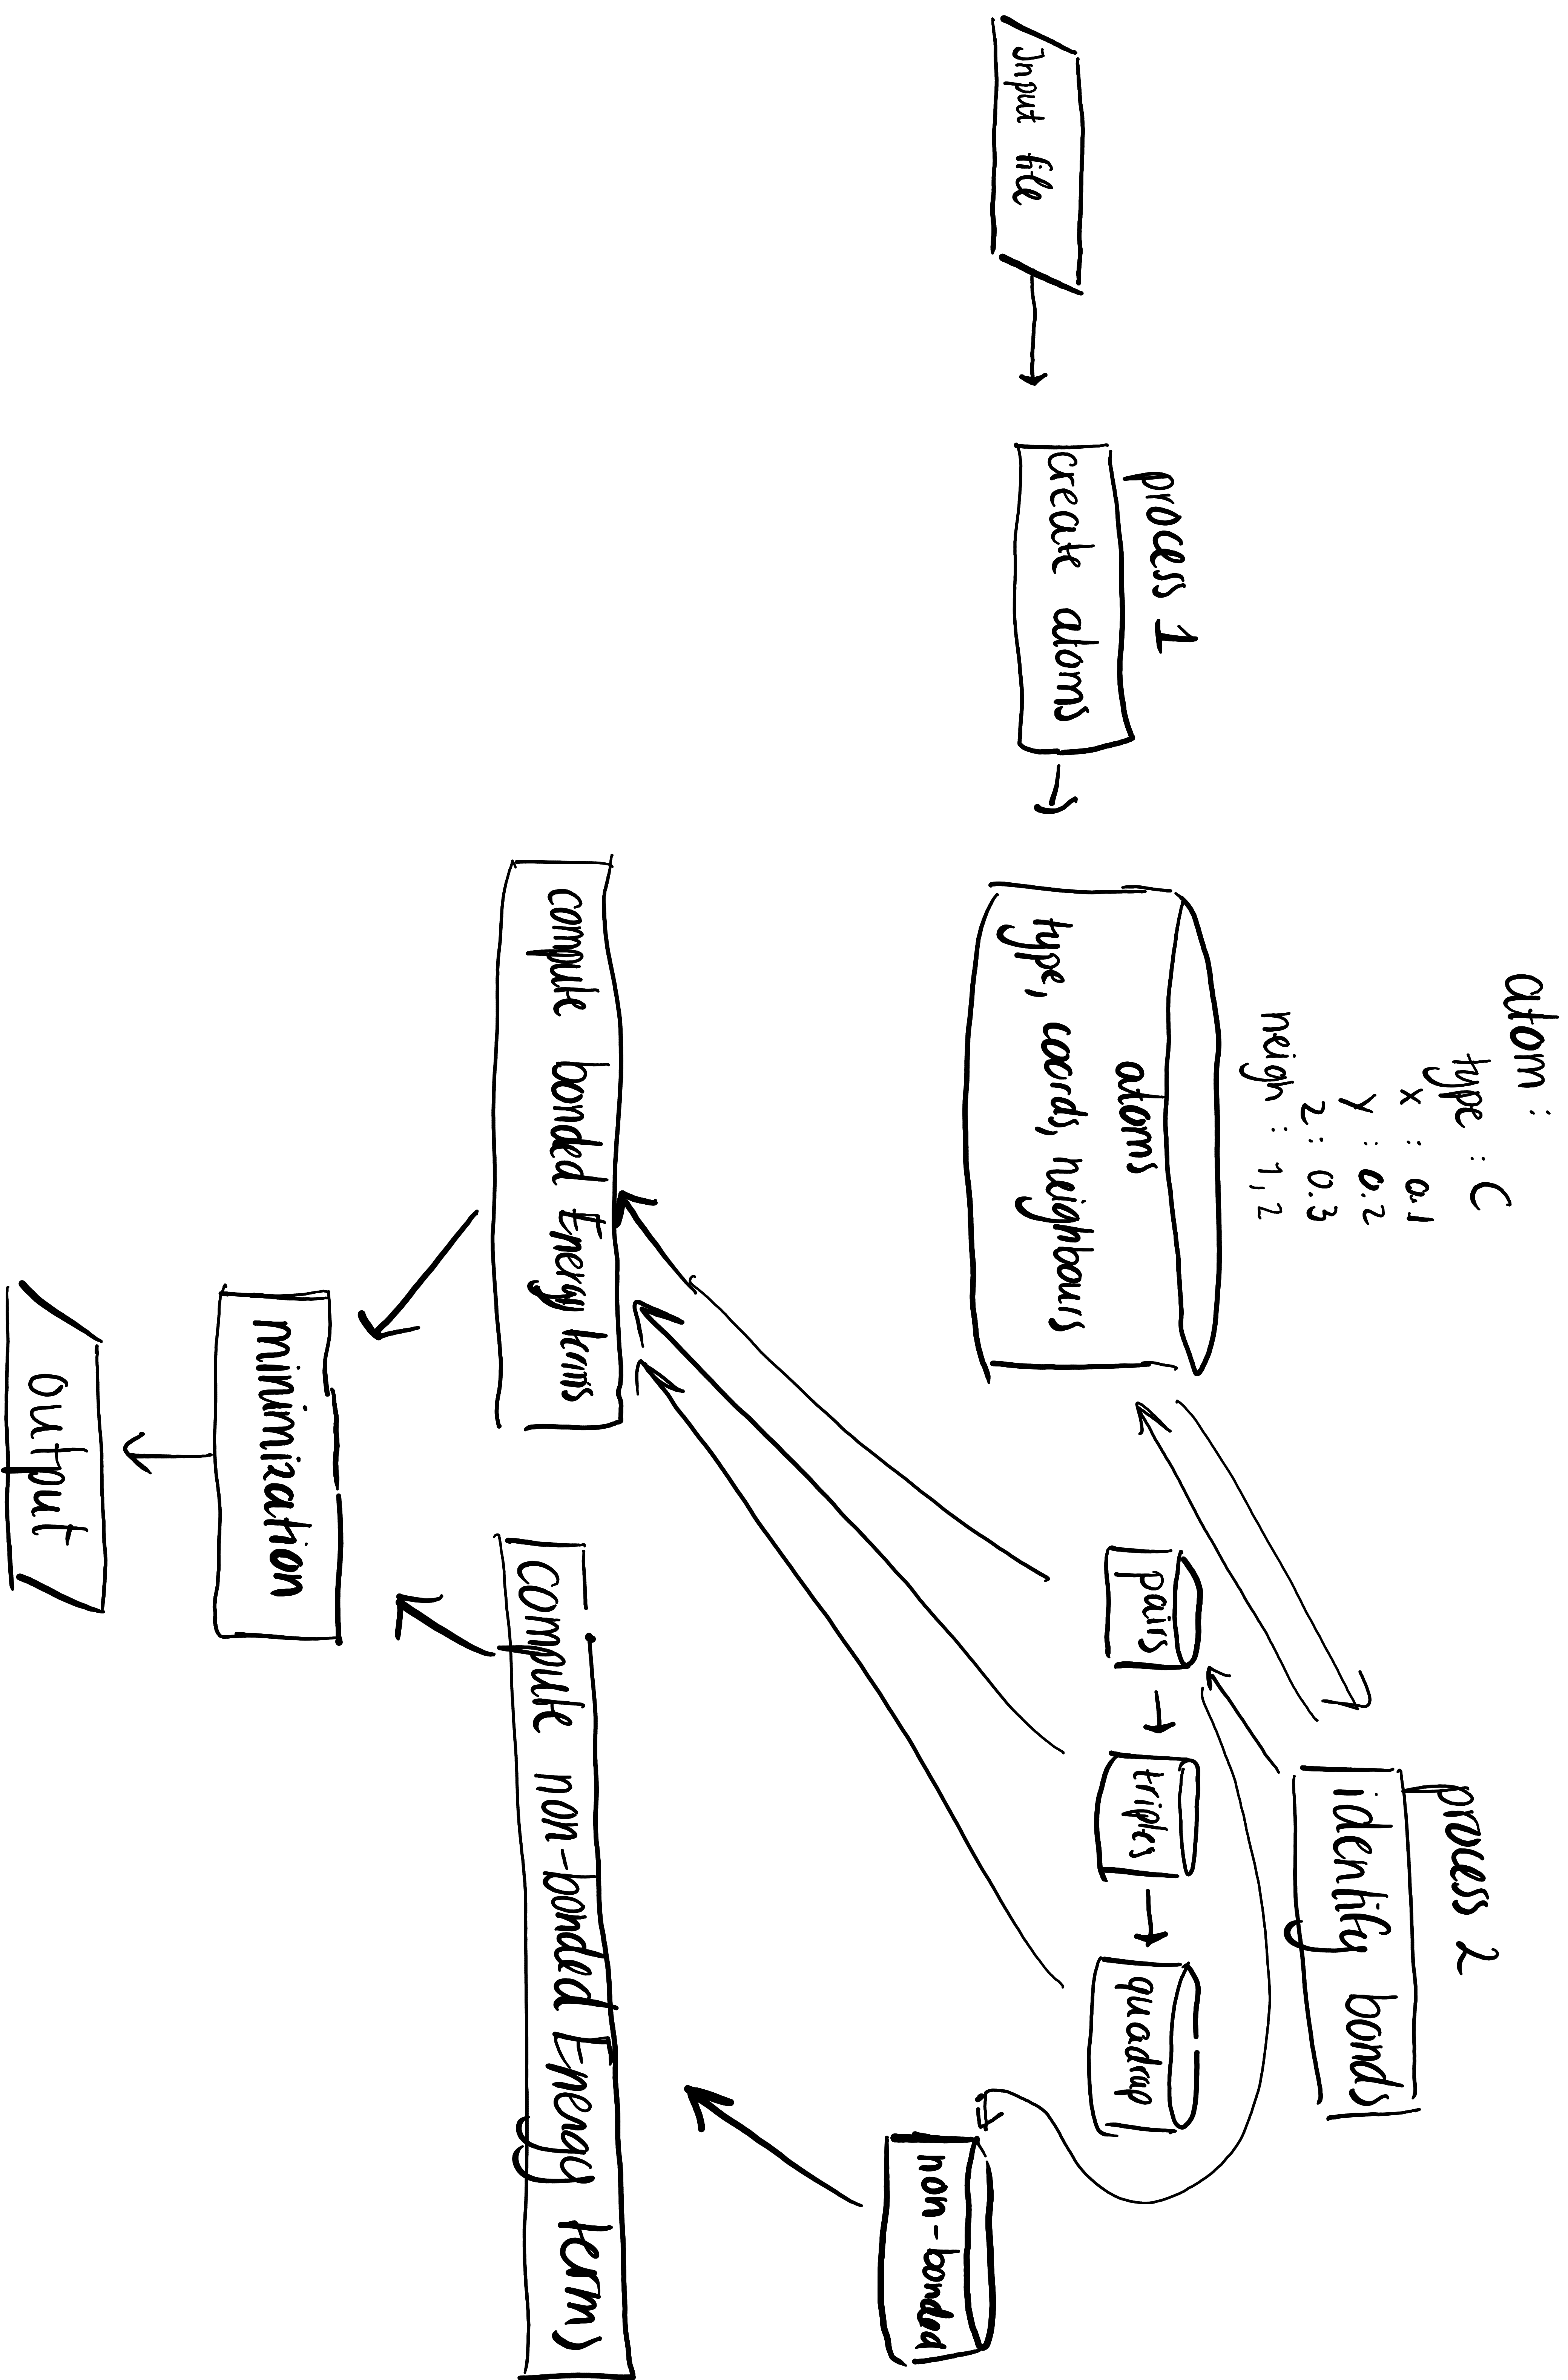 Input file
process 1
create atoms
atom :
type : C
x : 0.1
Y : 0.2
Z : 0.3
neigh : 1, 2
atoms
type, coords, neighbours
process 2
identify bonds
pairs
triplets
quadruple
non-bonded
compute bonded Energy terms
compute non-bonded Energy terms
minimization
output